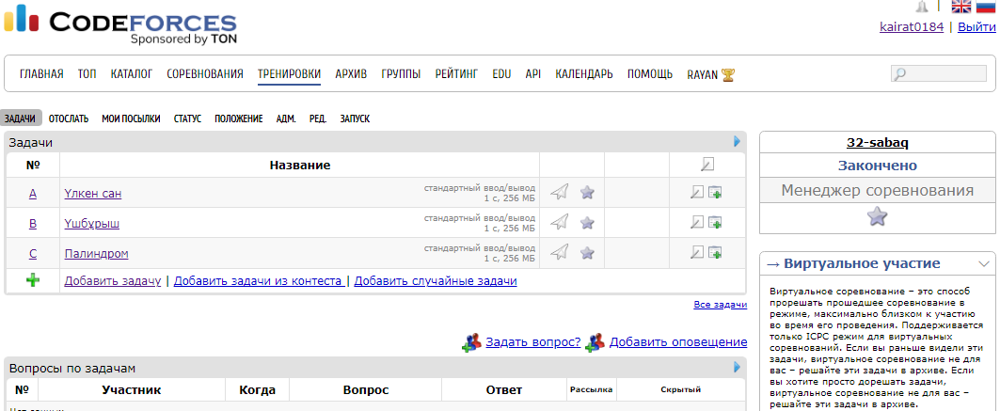 CODEFORCES
Sponsored by TON
kairat0184 | Выйти
ГЛАВНАЯ ТОП КАТАЛОГ СОРЕВНОВАНИЯ ТРЕНИРОВКИ АРХИВ ГРУППЫ РЕЙТИНГ EDU API КАЛЕНДАРЬ ПОМОЩЬ RAYAN
ЗАДАЧИ ОТОСЛАТЬ МОИ ПОСЫЛКИ СТАТУС ПОЛОЖЕНИЕ АДМ. РЕД. ЗАПУСК
Задачи
№ Название
A Үлкен сан стандартный ввод/вывод
1 с, 256 МБ
B Үшбұрыш стандартный ввод/вывод
1 с, 256 МБ
C Палиндром стандартный ввод/вывод
1 с, 256 МБ
Добавить задачу | Добавить задачи из контеста | Добавить случайные задачи
Все задачи
Задать вопрос? Добавить оповещение
Вопросы по задачам
№ Участник Когда Вопрос Ответ Рассылка Скрытый
32-sabaq
Закончено
Менеджер соревнования
→ Виртуальное участие
Виртуальное соревнование – это способ
прорешать прошедшее соревнование в
режиме, максимально близком к участию
во время его проведения. Поддерживается
только ICPC режим для виртуальных
соревнований. Если вы раньше видели эти
задачи, виртуальное соревнование не для
вас – решайте эти задачи в архиве. Если
вы хотите просто дорешать задачи,
виртуальное соревнование не для вас –
решайте эти задачи в архиве.